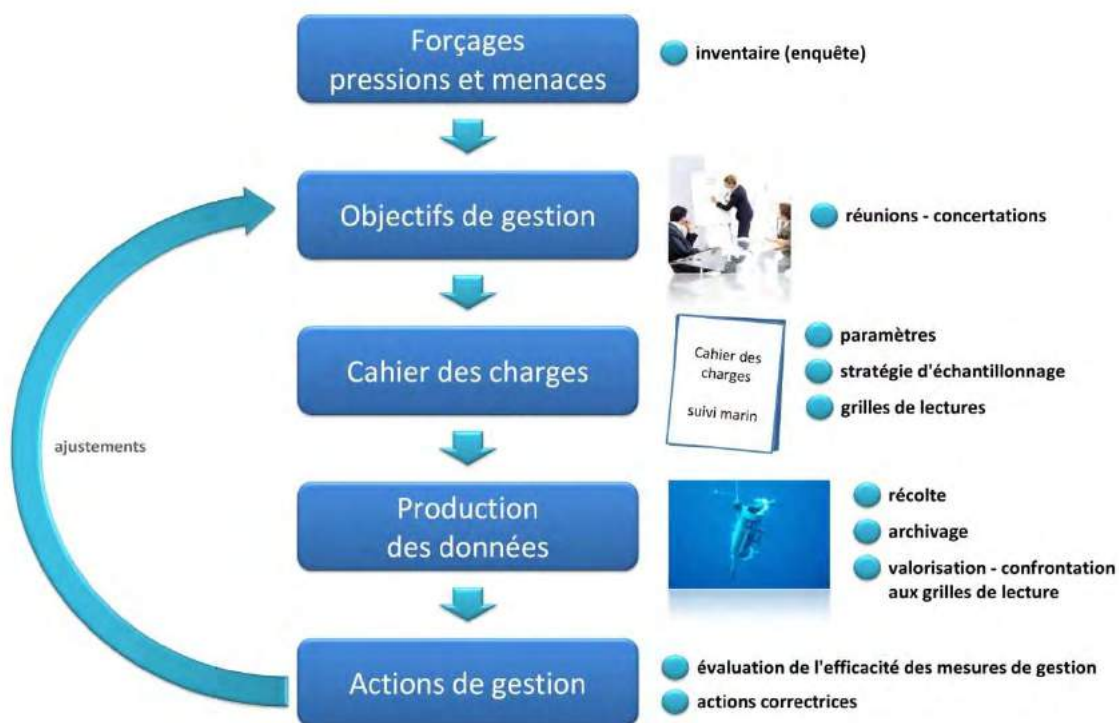 Forçages
pressions et menaces
inventaire (enquête)
Objectifs de gestion
réunions - concertations
Cahier des charges
Cahier des
charges
suivi marin
paramètres
stratégie d'échantillonnage
grilles de lectures
ajustements
Production
des données
récolte
archivage
valorisation - confrontation
aux grilles de lecture
Actions de gestion
évaluation de l'efficacité des mesures de gestion
actions correctrices